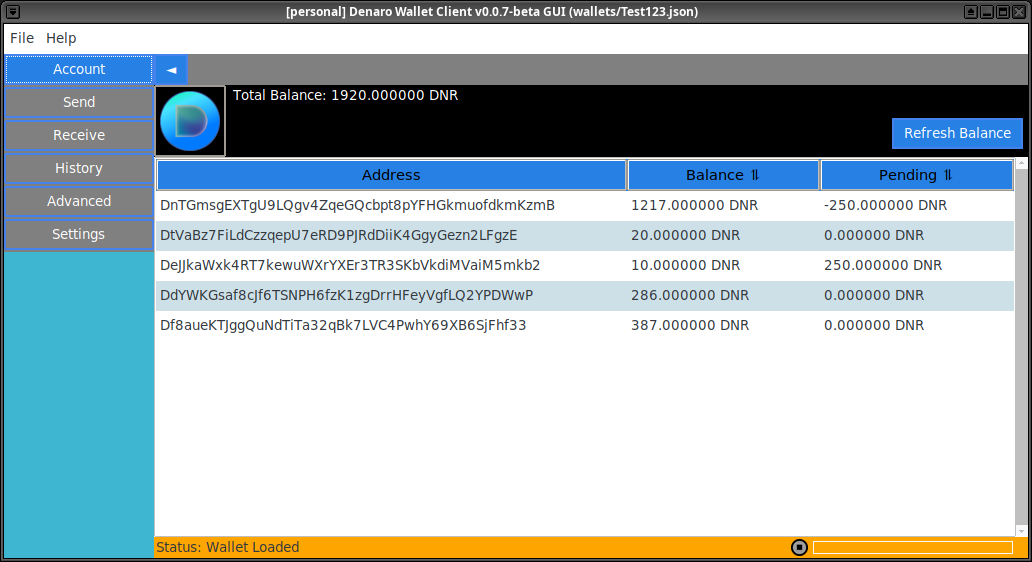 [personal] Denaro Wallet Client v0.0.7-beta GUI (wallets/Test123.json)
File Help
Account ◄
Send
Receive
History
Advanced
Settings
D
Total Balance: 1920.000000 DNR
Refresh Balance
Address Balance ⇅ Pending ⇅
DnTGmsgEXTgU9LQgv4ZqeGQcbpt8pYFHGkmuofdkmKzmB 1217.000000 DNR -250.000000 DNR
DtVaBz7FiLdCzzqepU7eRD9PJRdDiiK4GgyGezn2LFgzE 20.000000 DNR 0.000000 DNR
DeJJkaWxk4RT7kewuWXrYXEr3TR3SKbVkdiMVaiM5mkb2 10.000000 DNR 250.000000 DNR
DdYWKGsaf8cJf6TSNPH6fzK1zgDrrHFeyVgfLQ2YPDWwP 286.000000 DNR 0.000000 DNR
Df8aueKTJggQuNdTiTa32qBk7LVC4PwhY69XB6SjFhf33 387.000000 DNR 0.000000 DNR
Status: Wallet Loaded